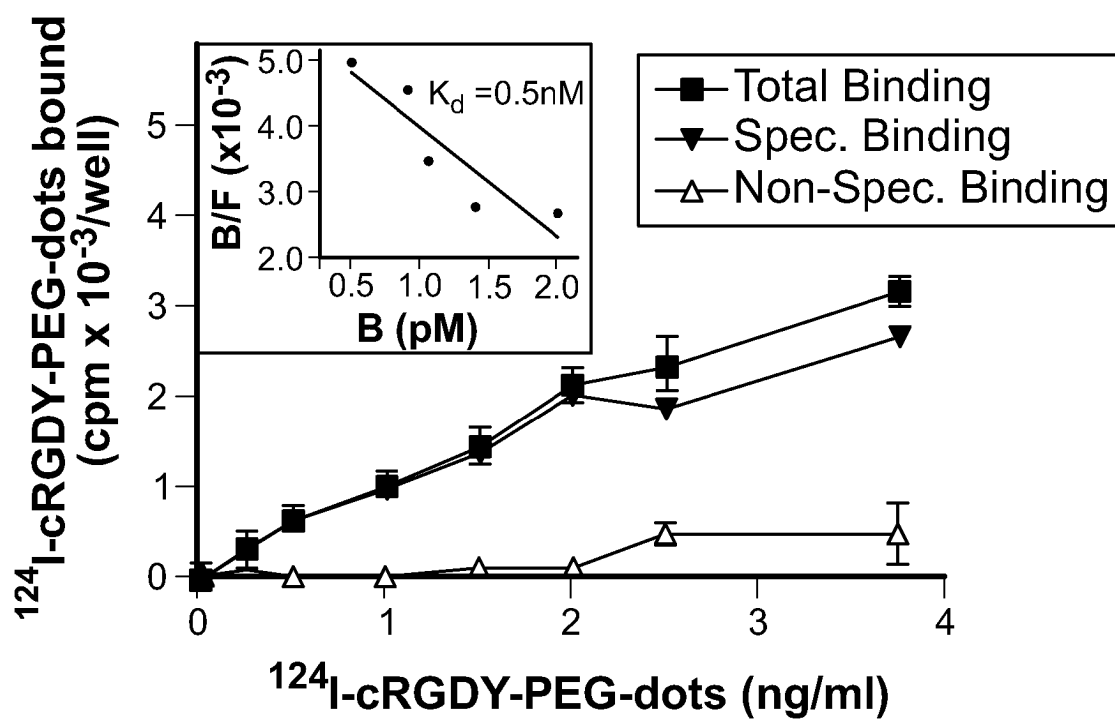 ¹²⁴I-cRGDY-PEG-dots bound
(cpm x 10⁻³/well)
5
4
3
2
1
0
B/F (x10⁻³)
5.0
4.0
3.0
2.0
K_d =0.5nM
0.5 1.0 1.5 2.0
B (pM)
Total Binding
Spec. Binding
Non-Spec. Binding
0 1 2 3 4
¹²⁴I-cRGDY-PEG-dots (ng/ml)